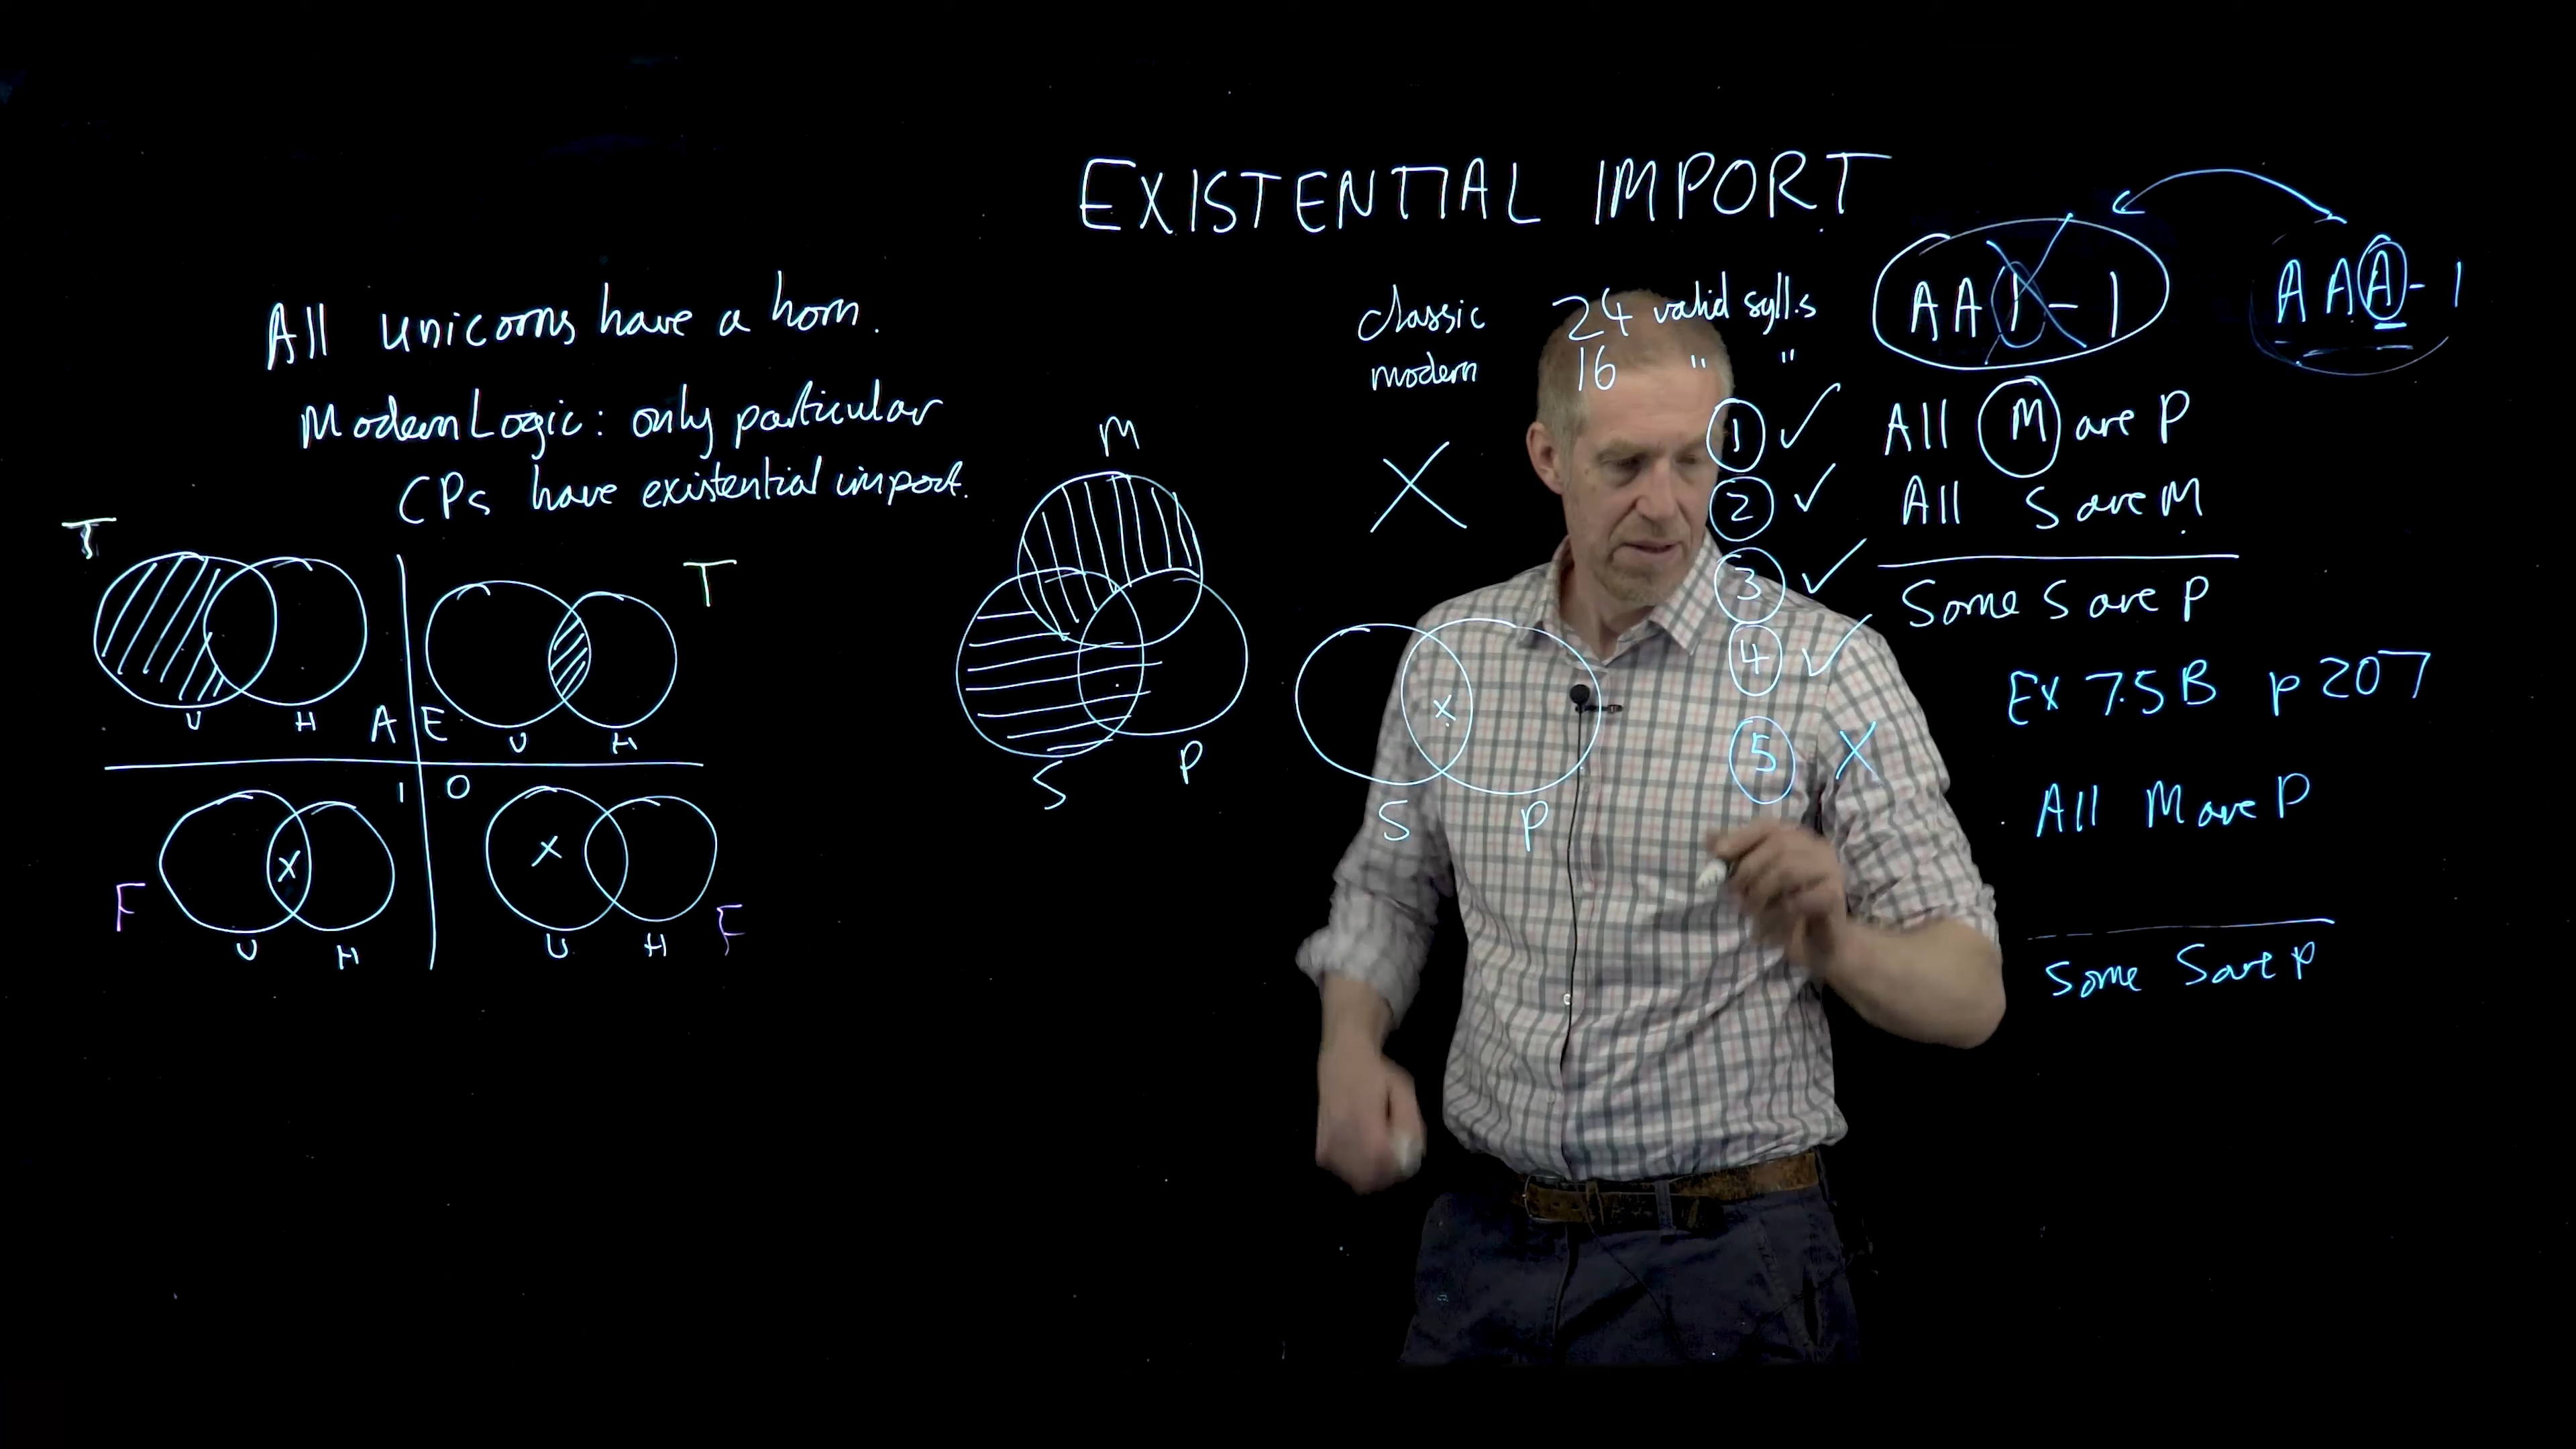 EXISTENTIAL IMPORT
All unicorns have a horn.
Modern Logic: only particular
CPs have existential import.
T
T
U H A E U H
I O
F
F
U H U H
M
S P
classic 24 valid sylls
modern 16 " "
X
S P
X
1 ✓
2 ✓
3 ✓
4 ✓
5 X
AAI-1
AAA-1
All M are P
All S are M
Some S are P
Ex 7.5B p207
All M are P
Some S are P